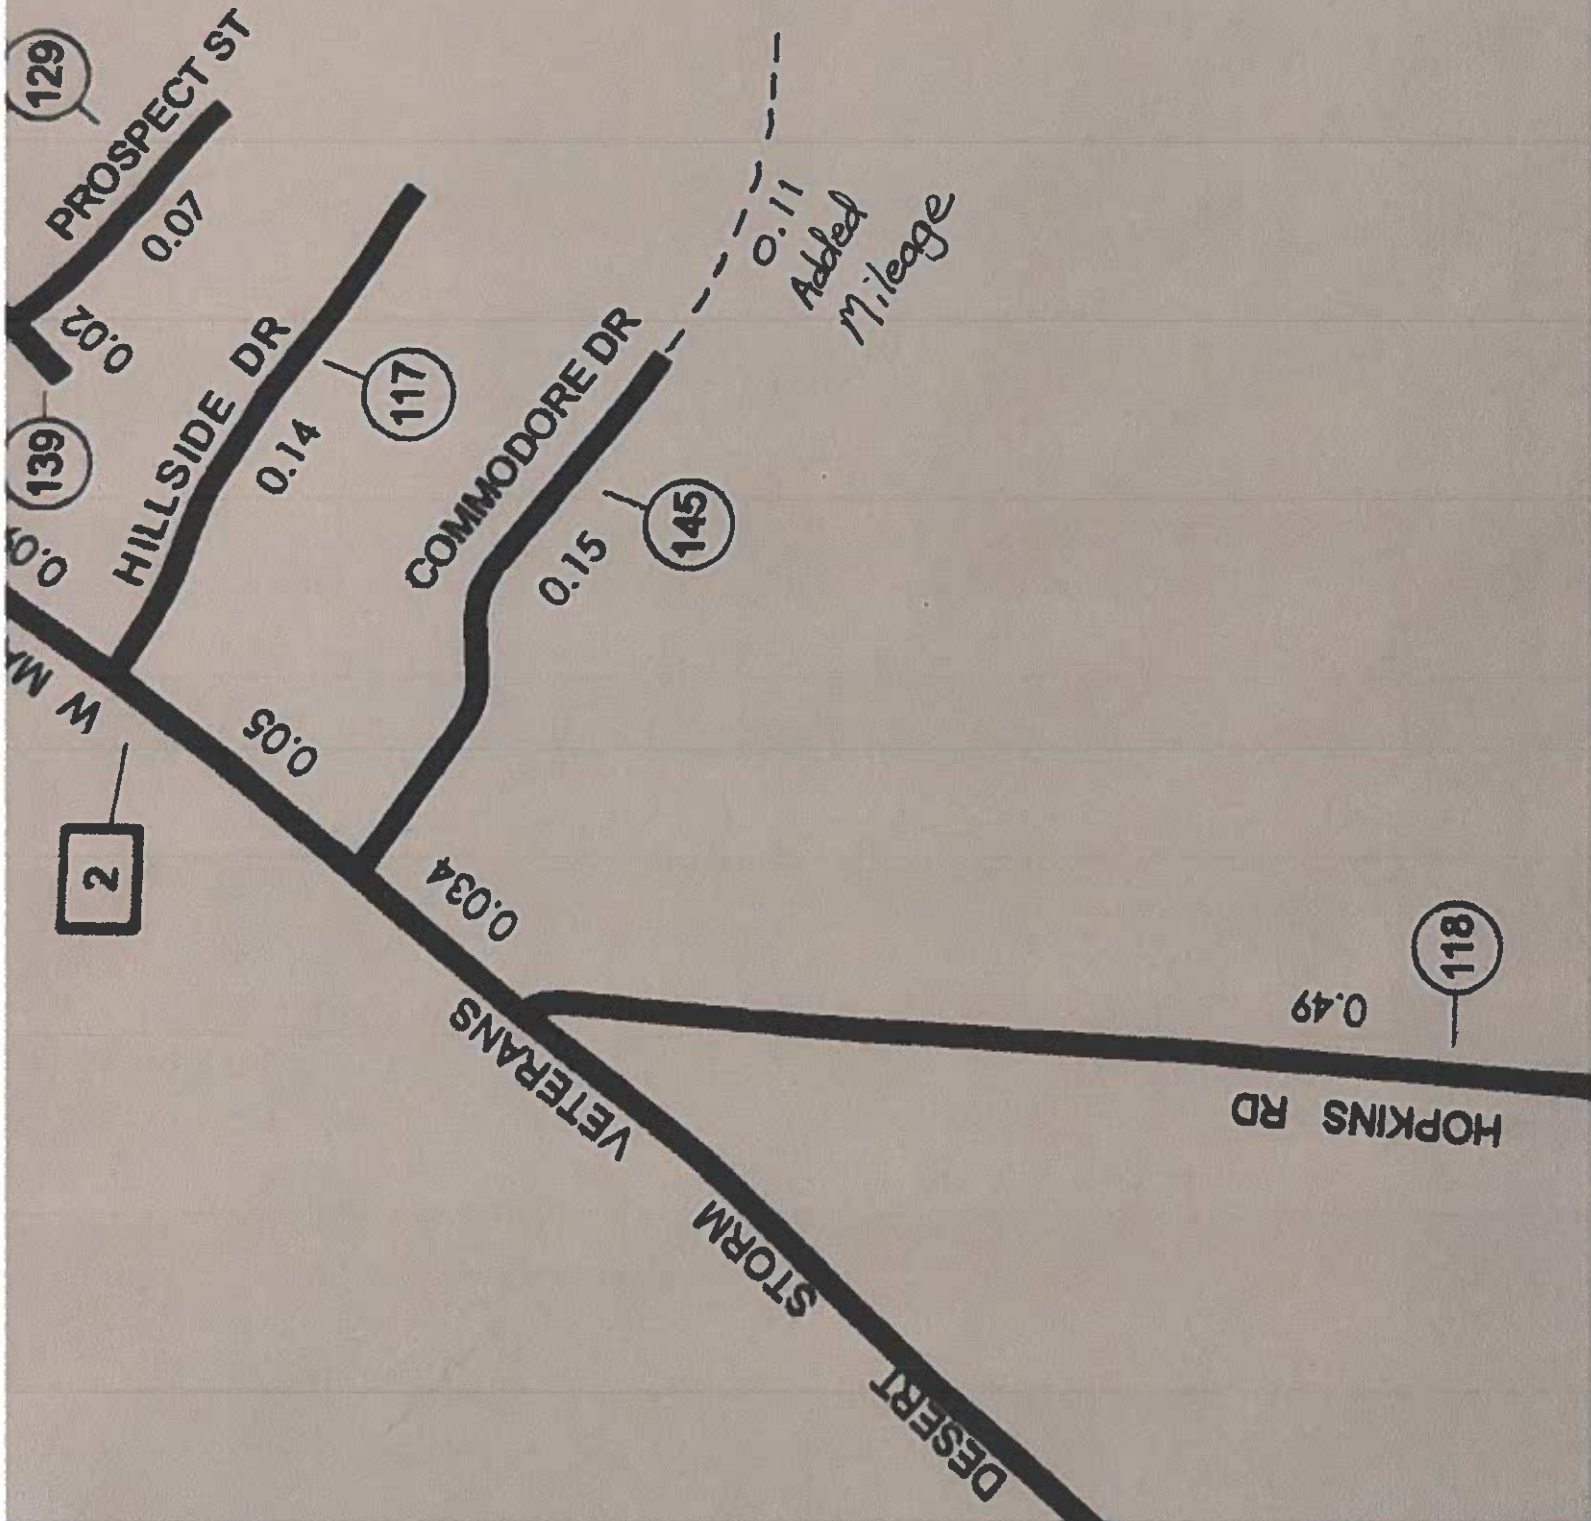 129
PROSPECT ST
0.07
0.02
139
HILLSIDE DR
0.14
117
COMMODORE DR
0.15
145
0.11
Added
Mileage
W
0.05
2
0.034
DESERT STORM VETERANS
0.49
118
HOPKINS RD